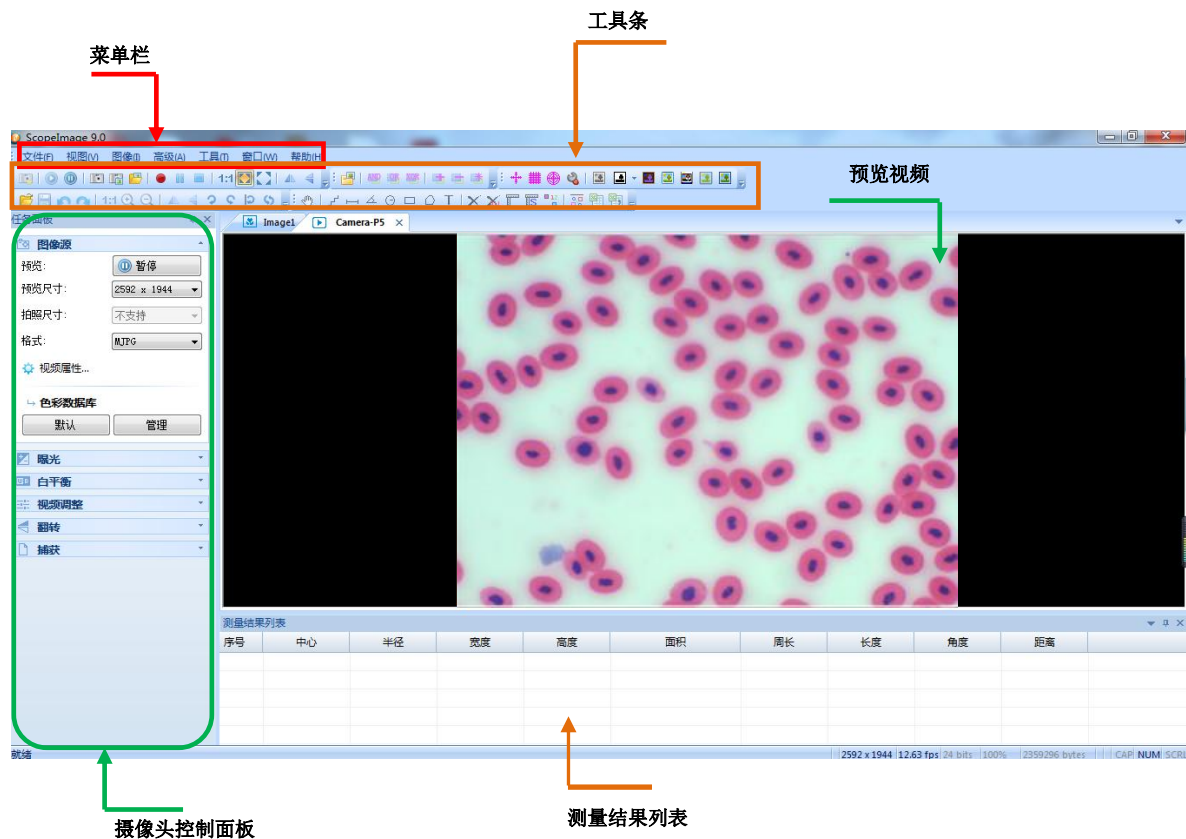 工具条
菜单栏
ScopeImage 9.0
文件(F) 视图(V) 图像(I) 高级(A) 工具(T) 窗口(W) 帮助(H)
1:1
预览视频
1:1
任务面板
Image1 Camera-P5
图像源
预览: 暂停
预览尺寸: 2592 x 1944
拍照尺寸: 不支持
格式: MJPG
视频属性...
色彩数据库
默认 管理
曝光
白平衡
视频调整
翻转
捕获
测量结果列表
序号 中心 半径 宽度 高度 面积 周长 长度 角度 距离
就绪 2592 x 1944 12.63 fps 24 bits 100% 2359296 bytes CAP NUM SCRL
测量结果列表
摄像头控制面板